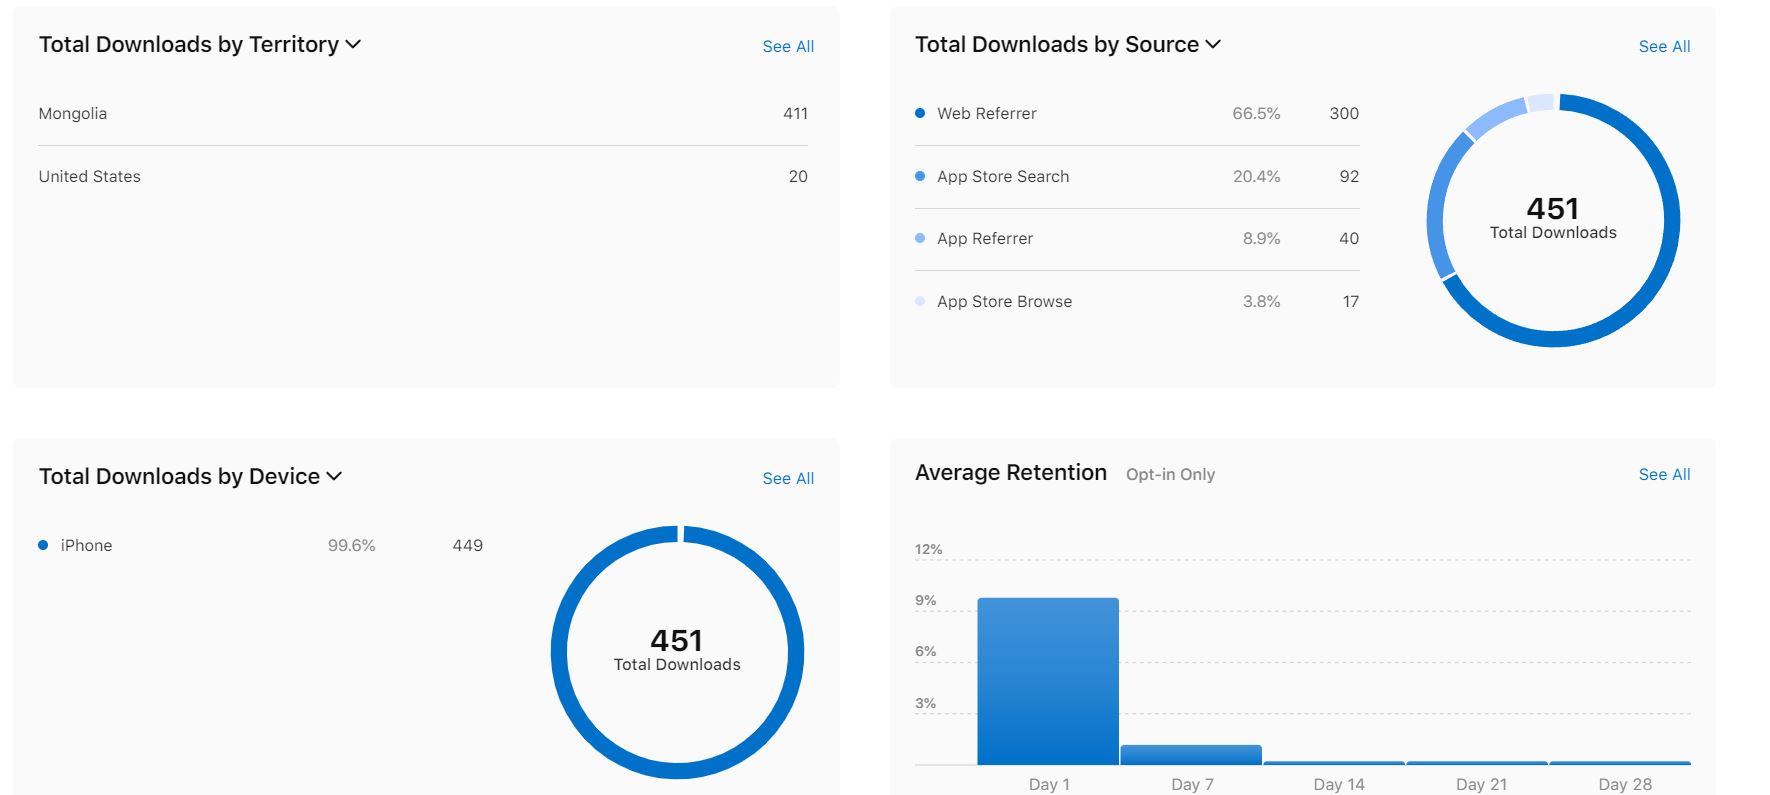 Total Downloads by Territory
See All
Mongolia 411
United States 20
Total Downloads by Source
See All
Web Referrer 66.5% 300
App Store Search 20.4% 92
App Referrer 8.9% 40
App Store Browse 3.8% 17
451
Total Downloads
Total Downloads by Device
See All
iPhone 99.6% 449
451
Total Downloads
Average Retention Opt-in Only
See All
12%
9%
6%
3%
Day 1 Day 7 Day 14 Day 21 Day 28